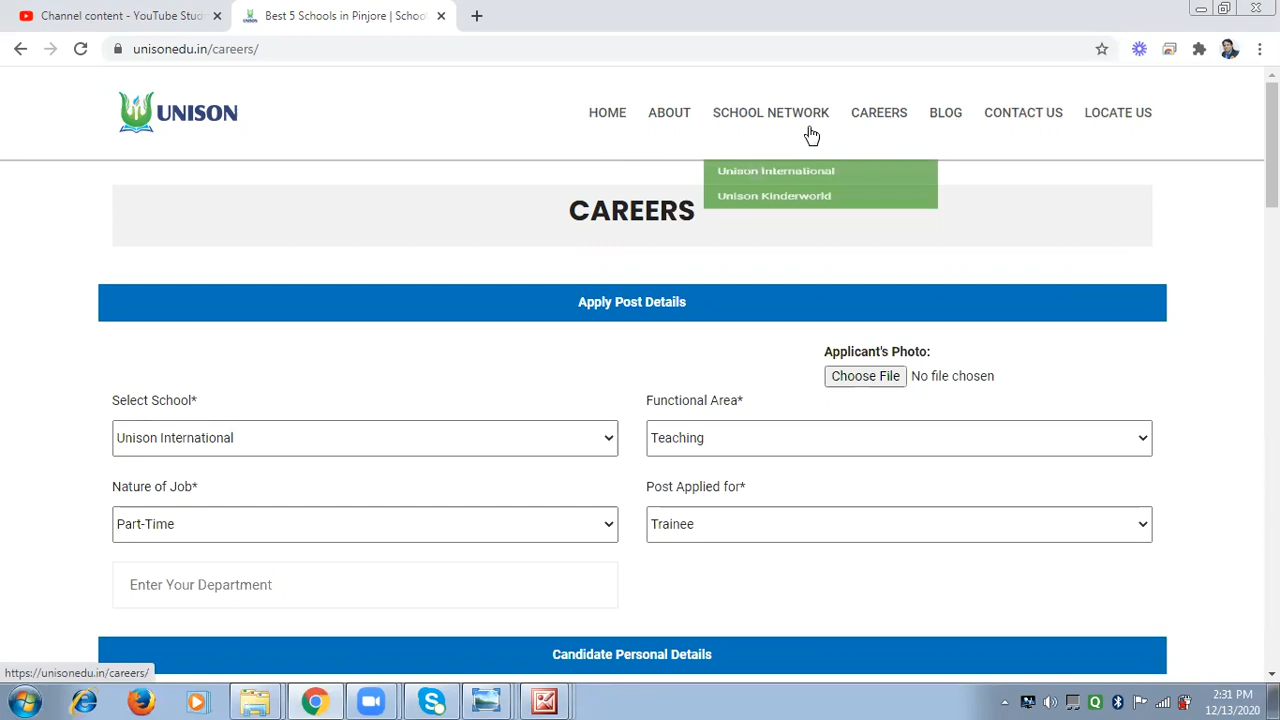 Channel content - YouTube Stud
Best 5 Schools in Pinjore | Schoo
unisonedu.in/careers/
UNISON
HOME ABOUT SCHOOL NETWORK CAREERS BLOG CONTACT US LOCATE US
Unison International
Unison Kinderworld
CAREERS
Apply Post Details
Applicant's Photo:
Choose File No file chosen
Select School* Functional Area*
Unison International Teaching
Nature of Job* Post Applied for*
Part-Time Trainee
Enter Your Department
Candidate Personal Details
https://unisonedu.in/careers/
2:31 PM
12/13/2020